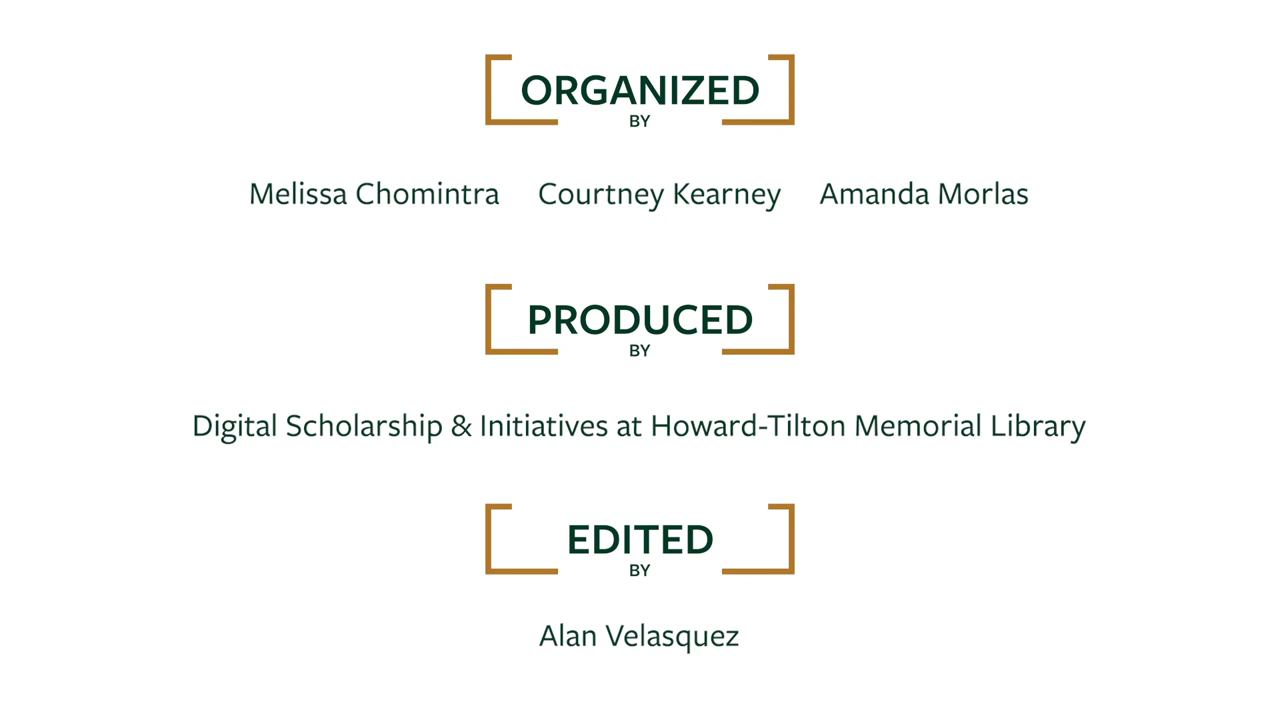 ORGANIZED
BY
Melissa Chomintra Courtney Kearney Amanda Morlas
PRODUCED
BY
Digital Scholarship & Initiatives at Howard-Tilton Memorial Library
EDITED
BY
Alan Velasquez